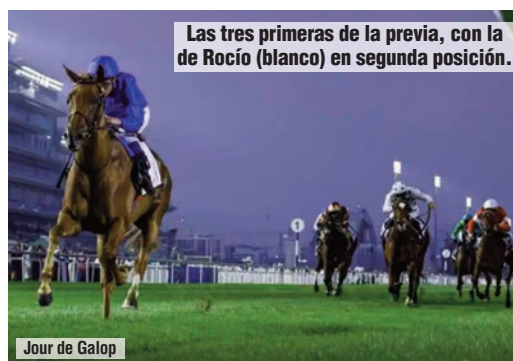 Las tres primeras de la previa, con la
de Rocío (blanco) en segunda posición.
1
Jour de Galop